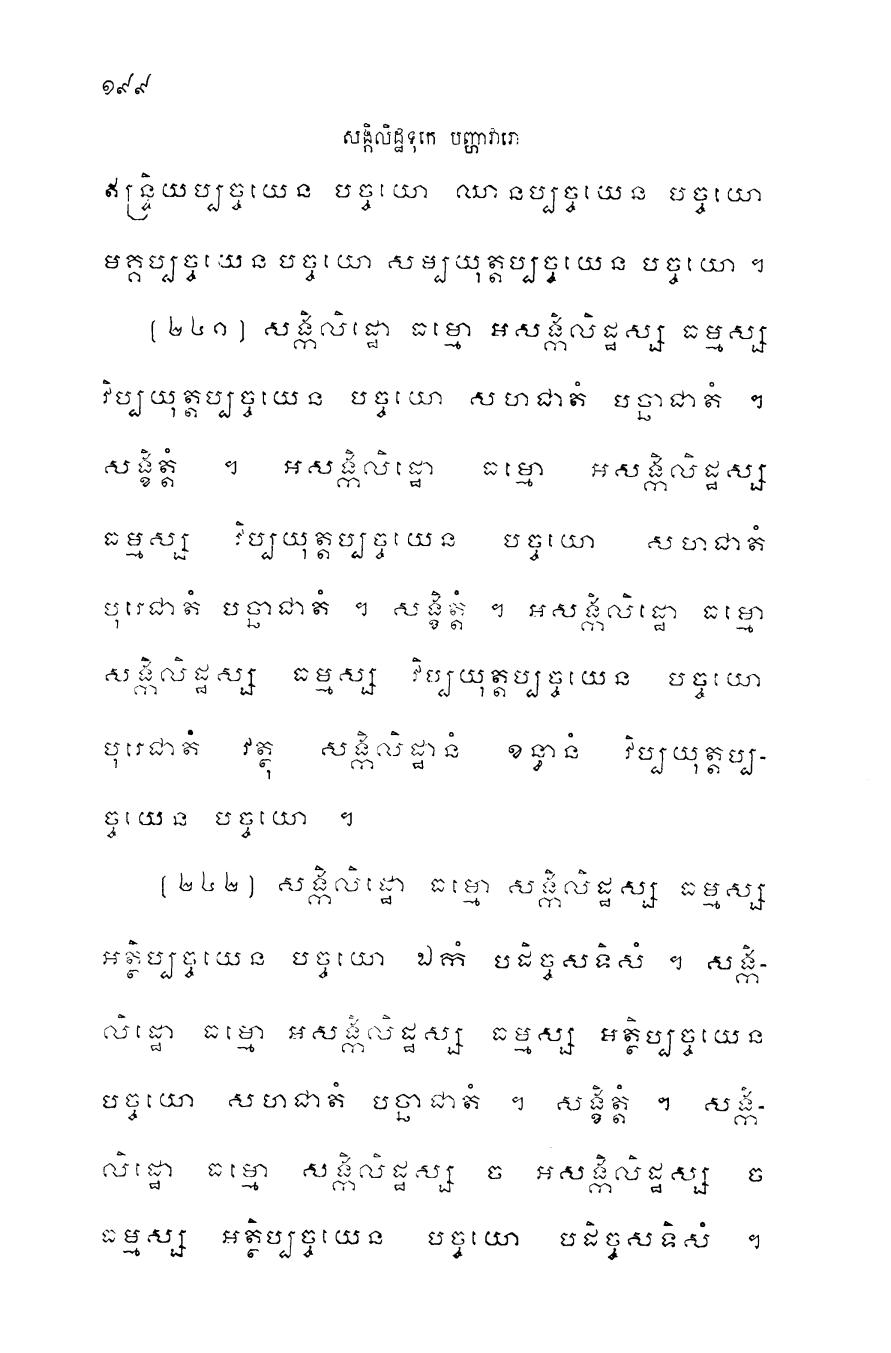 ១៩៩
សង្កិលិដ្ឋទុកេ បញ្ហាវារោ
ឥន្ទ្រិយប្បច្ចយេន បច្ចយោ ឈានប្បច្ចយេន បច្ចយោ
មគ្គប្បច្ចយេន បច្ចយោ សម្បយុត្តប្បច្ចយេន បច្ចយោ ។
(២៤១) សង្កិលិដ្ឋោ ធម្មោ អសង្កិលិដ្ឋស្ស ធម្មស្ស
វិប្បយុត្តប្បច្ចយេន បច្ចយោ សហជាតំ បច្ឆាជាតំ ។
សង្ខិត្តំ ។ អសង្កិលិដ្ឋោ ធម្មោ អសង្កិលិដ្ឋស្ស
ធម្មស្ស វិប្បយុត្តប្បច្ចយេន បច្ចយោ សហជាតំ
បុរេជាតំ បច្ឆាជាតំ ។ សង្ខិត្តំ ។ អសង្កិលិដ្ឋោ ធម្មោ
សង្កិលិដ្ឋស្ស ធម្មស្ស វិប្បយុត្តប្បច្ចយេន បច្ចយោ
បុរេជាតំ វត្ថុ សង្កិលិដ្ឋានំ ខន្ធានំ វិប្បយុត្តប្ប-
ច្ចយេន បច្ចយោ ។
(២៤២) សង្កិលិដ្ឋោ ធម្មោ សង្កិលិដ្ឋស្ស ធម្មស្ស
អត្ថិប្បច្ចយេន បច្ចយោ ឯកំ បដិច្ចសទិសំ ។ សង្កិ-
លិដ្ឋោ ធម្មោ អសង្កិលិដ្ឋស្ស ធម្មស្ស អត្ថិប្បច្ចយេន
បច្ចយោ សហជាតំ បច្ឆាជាតំ ។ សង្ខិត្តំ ។ សង្កិ-
លិដ្ឋោ ធម្មោ សង្កិលិដ្ឋស្ស ច អសង្កិលិដ្ឋស្ស ច
ធម្មស្ស អត្ថិប្បច្ចយេន បច្ចយោ បដិច្ចសទិសំ ។